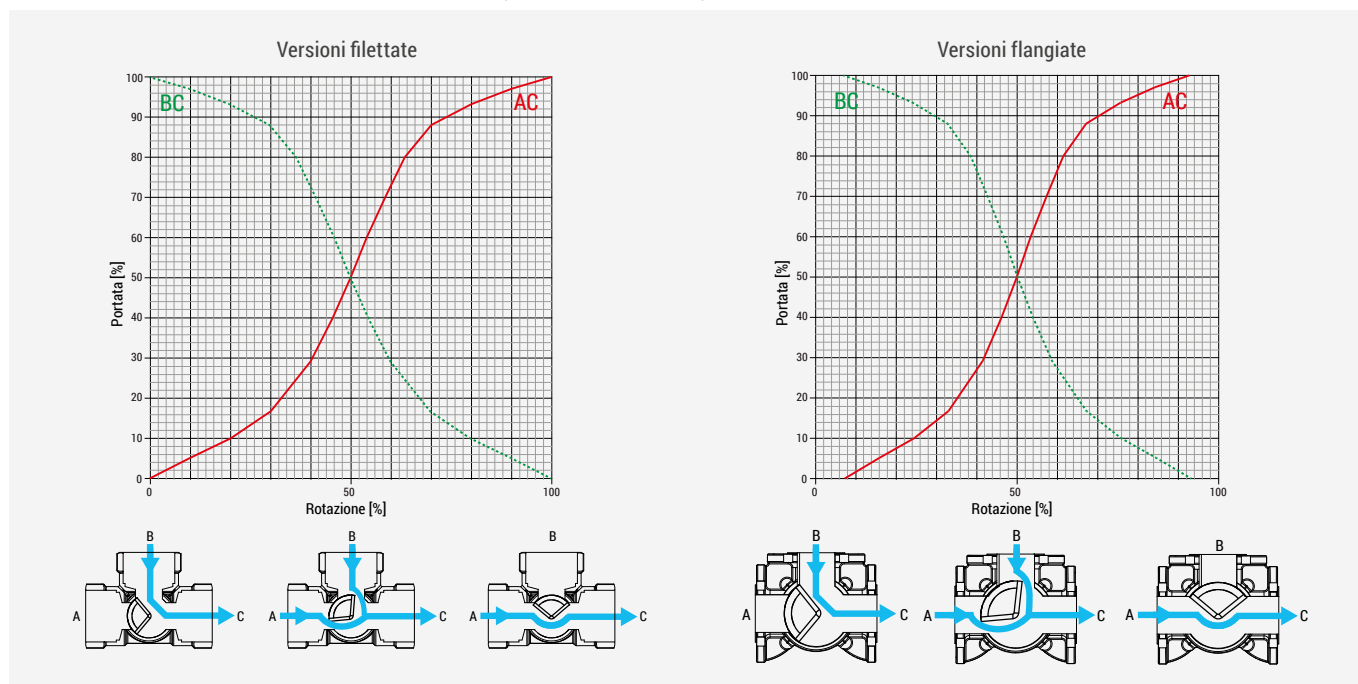 Versioni filettate
100
90
80
70
60
50
40
30
20
10
0
Portata [%]
BC
AC
0
50
100
Rotazione [%]
B
A
C
B
A
C
B
A
C
Versioni flangiate
100
90
80
70
60
50
40
30
20
10
0
Portata [%]
BC
AC
0
50
100
Rotazione [%]
B
A
C
B
A
C
B
A
C